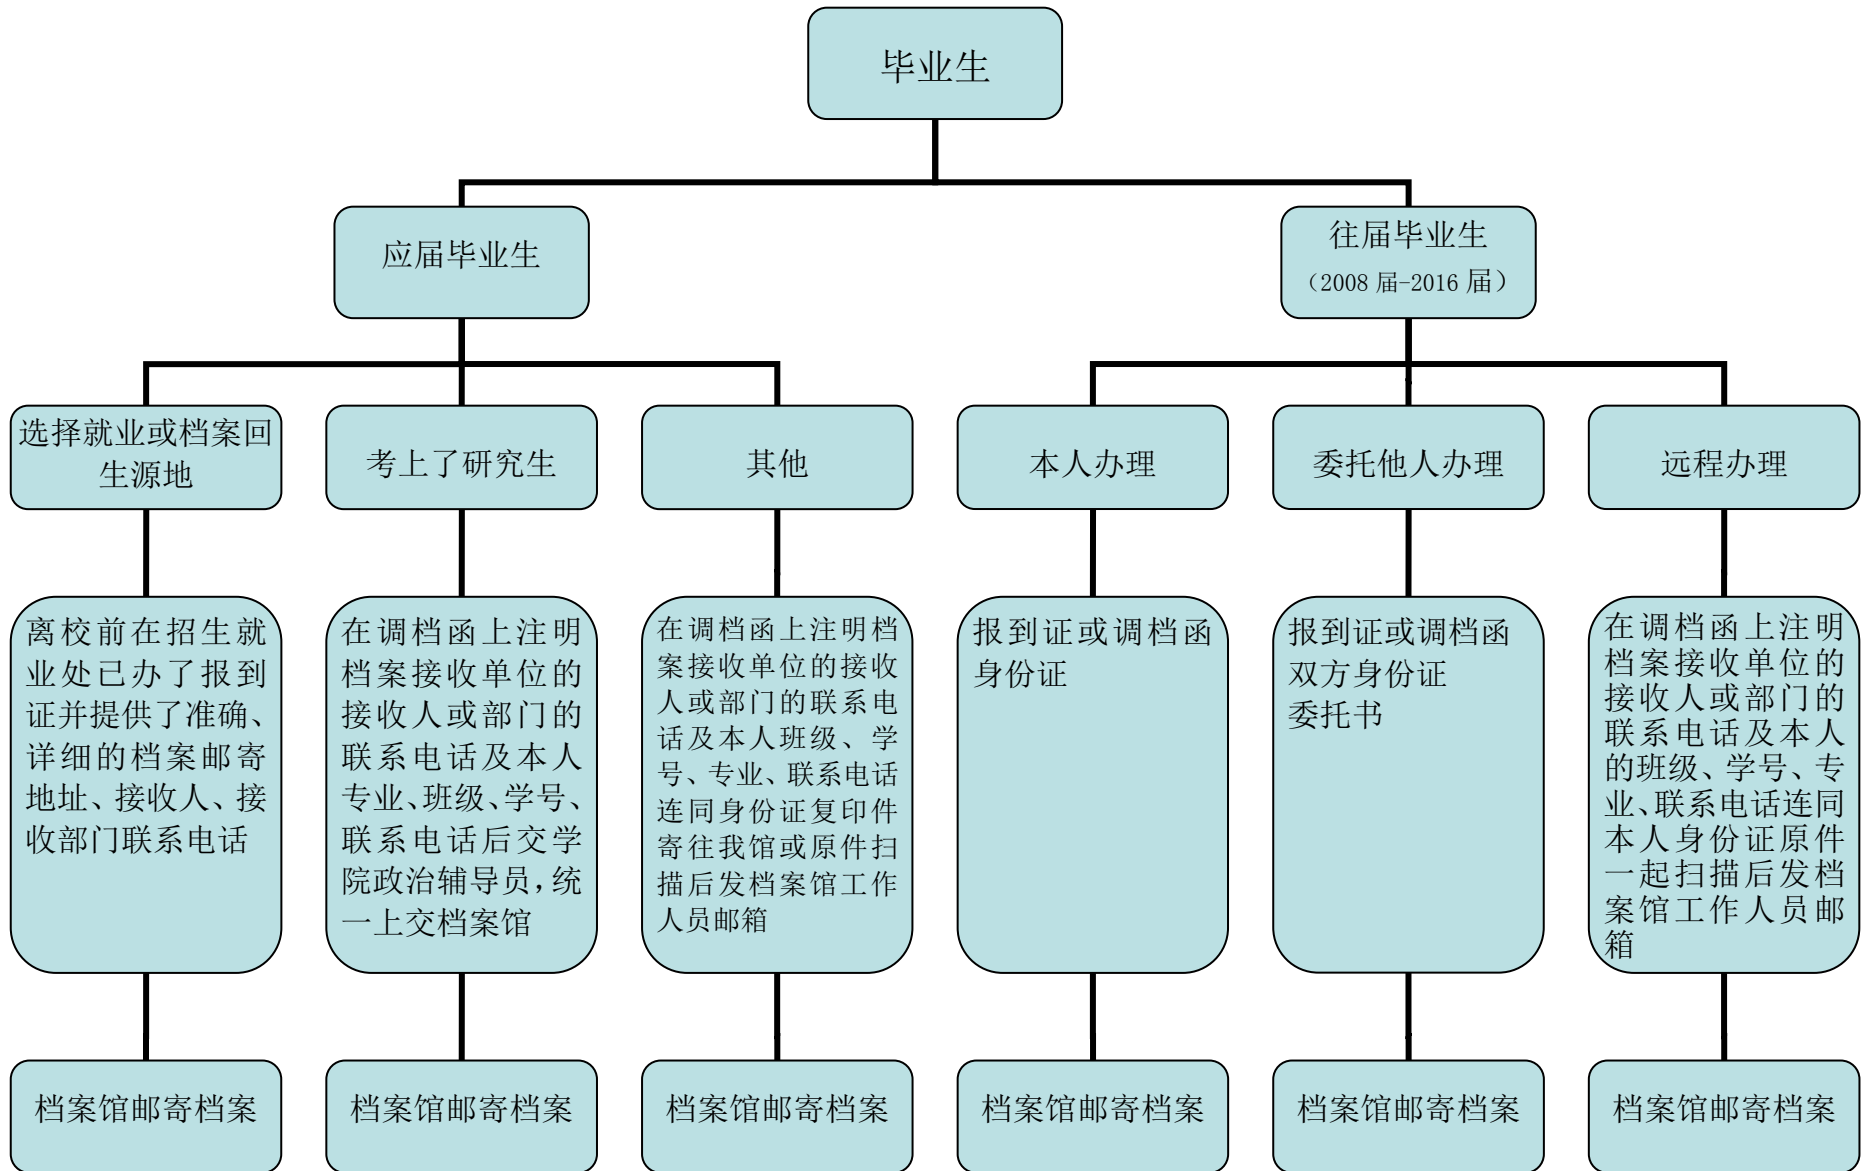 毕业生
应届毕业生
往届毕业生
（2008 届-2016 届）
选择就业或档案回
生源地
考上了研究生
其他
本人办理
委托他人办理
远程办理
离校前在招生就
业处已办了报到
证并提供了准确、
详细的档案邮寄
地址、接收人、接
收部门联系电话
在调档函上注明
档案接收单位的
接收人或部门的
联系电话及本人
专业、班级、学号、
联系电话后交学
院政治辅导员，统
一上交档案馆
在调档函上注明档
案接收单位的接收
人或部门的联系电
话及本人班级、学
号、专业、联系电话
连同身份证复印件
寄往我馆或原件扫
描后发档案馆工作
人员邮箱
报到证或调档函
身份证
报到证或调档函
双方身份证
委托书
在调档函上注明
档案接收单位的
接收人或部门的
联系电话及本人
的班级、学号、专
业、联系电话连同
本人身份证原件
一起扫描后发档
案馆工作人员邮
箱
档案馆邮寄档案
档案馆邮寄档案
档案馆邮寄档案
档案馆邮寄档案
档案馆邮寄档案
档案馆邮寄档案